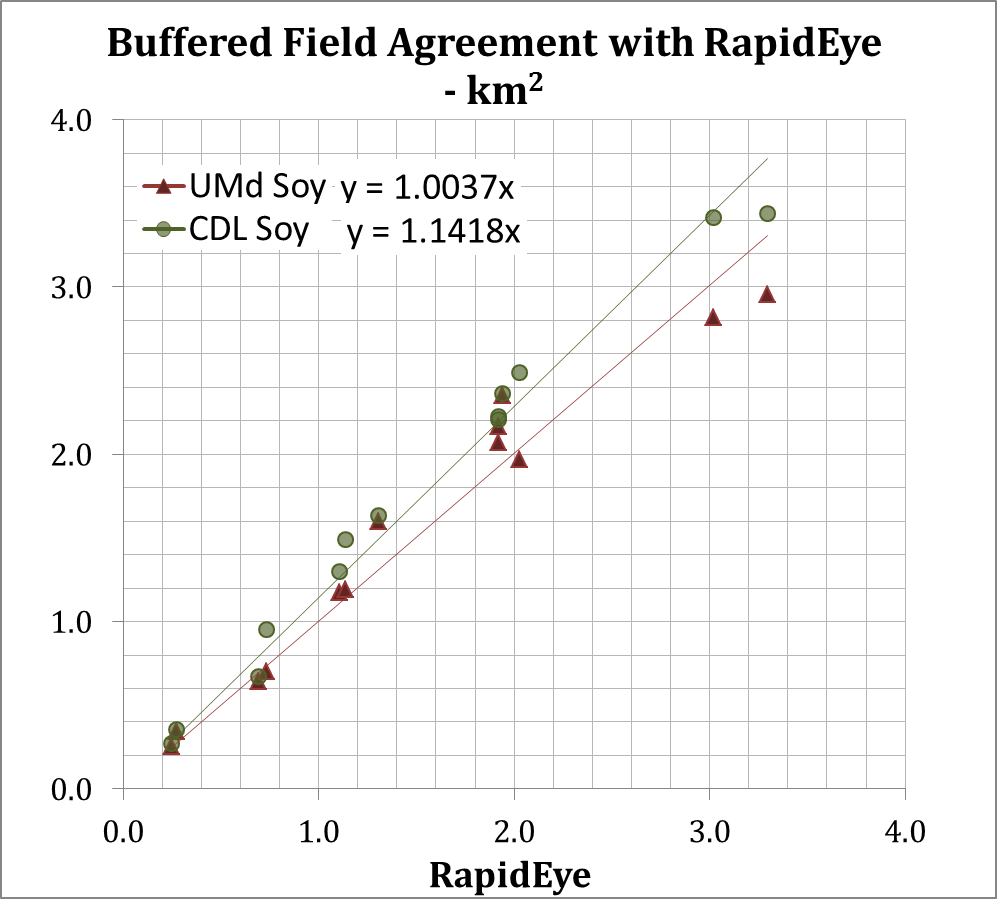 Buffered Field Agreement with RapidEye
- km²
4.0
UMd Soy y = 1.0037x
CDL Soy y = 1.1418x
3.0
2.0
1.0
0.0
0.0 1.0 2.0 3.0 4.0
RapidEye